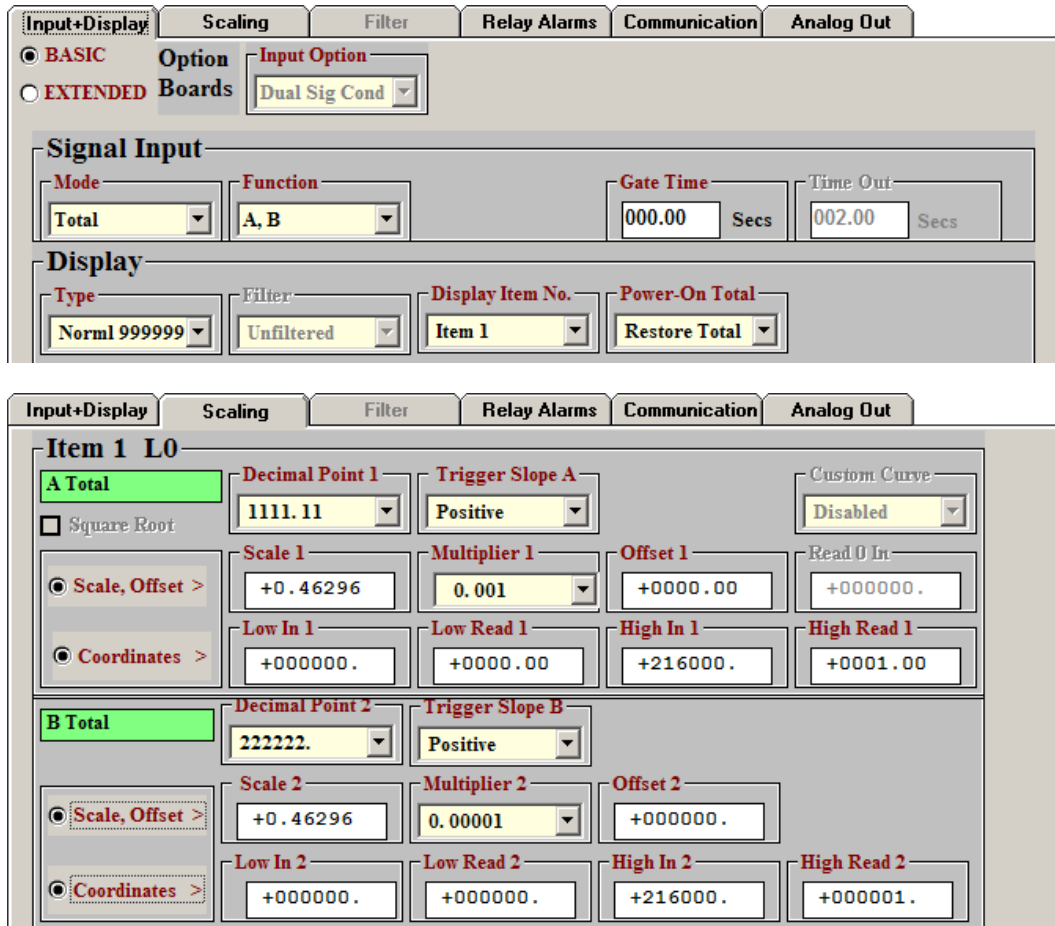 Input+Display Scaling Filter Relay Alarms Communication Analog Out
BASIC
EXTENDED
Option
Boards
Input Option
Dual Sig Cond
Signal Input
Mode Function Gate Time Time Out
Total A, B 000.00 Secs 002.00 Secs
Display
Type Filter Display Item No. Power-On Total
Norml 999999 Unfiltered Item 1 Restore Total
Input+Display Scaling Filter Relay Alarms Communication Analog Out
Item 1 L0
A Total
Square Root
Decimal Point 1 Trigger Slope A Custom Curve
1111.11 Positive Disabled
Scale, Offset >
Scale 1 Multiplier 1 Offset 1 Read 0 In
+0.46296 0.001 +0000.00 +000000.
Coordinates >
Low In 1 Low Read 1 High In 1 High Read 1
+000000. +0000.00 +216000. +0001.00
B Total
Decimal Point 2 Trigger Slope B
222222. Positive
Scale, Offset >
Scale 2 Multiplier 2 Offset 2
+0.46296 0.00001 +000000.
Coordinates >
Low In 2 Low Read 2 High In 2 High Read 2
+000000. +000000. +216000. +000001.